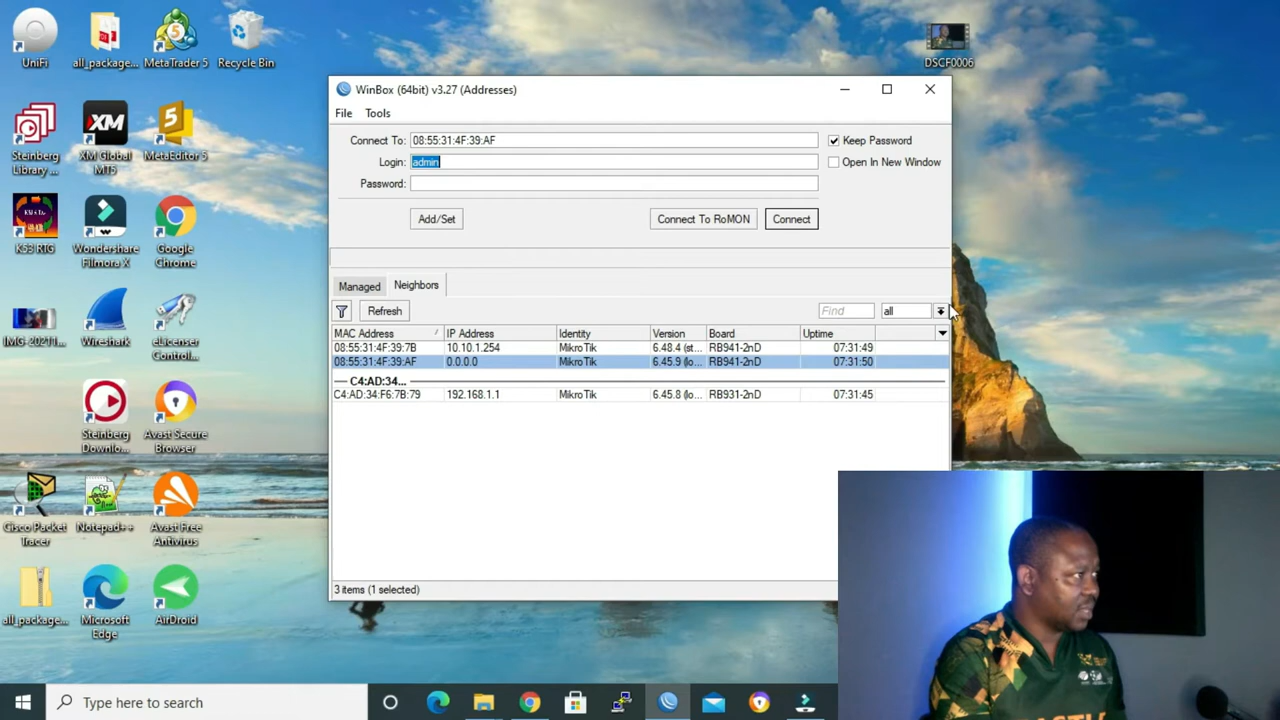 UniFi
all_package...
MetaTrader 5
Recycle Bin
DSCF0006
Steinberg
Library ...
XM
XM Global
MT5
MetaEditor 5
K53 RIG
Wondershare
Filmora X
Google
Chrome
IMG-20211...
Wireshark
eLicenser
Control...
Steinberg
Downlo...
Avast Secure
Browser
Cisco Packet
Tracer
Notepad++
Avast Free
Antivirus
all_package...
Microsoft
Edge
AirDroid
WinBox (64bit) v3.27 (Addresses)
File Tools
Connect To: 08:55:31:4F:39:AF
Keep Password
Login: admin
Open In New Window
Password:
Add/Set
Connect To RoMON
Connect
Managed
Neighbors
Refresh
Find
all
MAC Address IP Address Identity Version Board Uptime
08:55:31:4F:39:7B 10.10.1.254 MikroTik 6.48.4 (st... RB941-2nD 07:31:49
08:55:31:4F:39:AF 0.0.0.0 MikroTik 6.45.9 (lo... RB941-2nD 07:31:50
C4:AD:34...
C4:AD:34:F6:7B:79 192.168.1.1 MikroTik 6.45.8 (lo... RB931-2nD 07:31:45
3 items (1 selected)
Type here to search